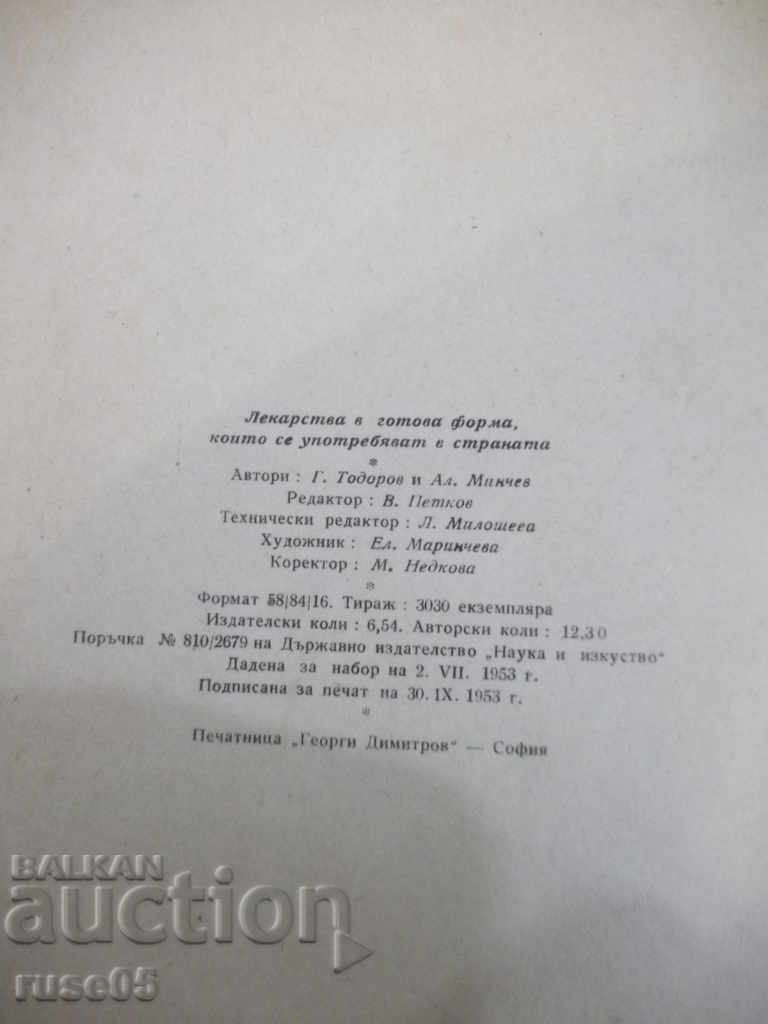 Лекарства в готова форма,
които се употребяват в страната
*
Автори : Г. Тодоров и Ал. Минчев
Редактор : В. Петков
Технически редактор : Л. Милошева
Художник : Ел. Маринчева
Коректор : М. Недкова
*
Формат 58/84/16. Тираж : 3030 екземпляра
Издателски коли : 6,54. Авторски коли : 12,30
Поръчка № 810/2679 на Държавно издателство „Наука и изкуство“
Дадена за набор на 2. VII. 1953 г.
Подписана за печат на 30. IX. 1953 г.
*
Печатница „Георги Димитров“ — София
BALKAN
auction
ruse05